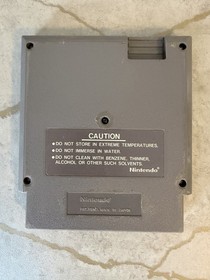 CAUTION
●DO NOT STORE IN EXTREME TEMPERATURES.
●DO NOT IMMERSE IN WATER.
●DO NOT CLEAN WITH BENZENE, THINNER,
ALCOHOL OR OTHER SUCH SOLVENTS.
Nintendo
Nintendo